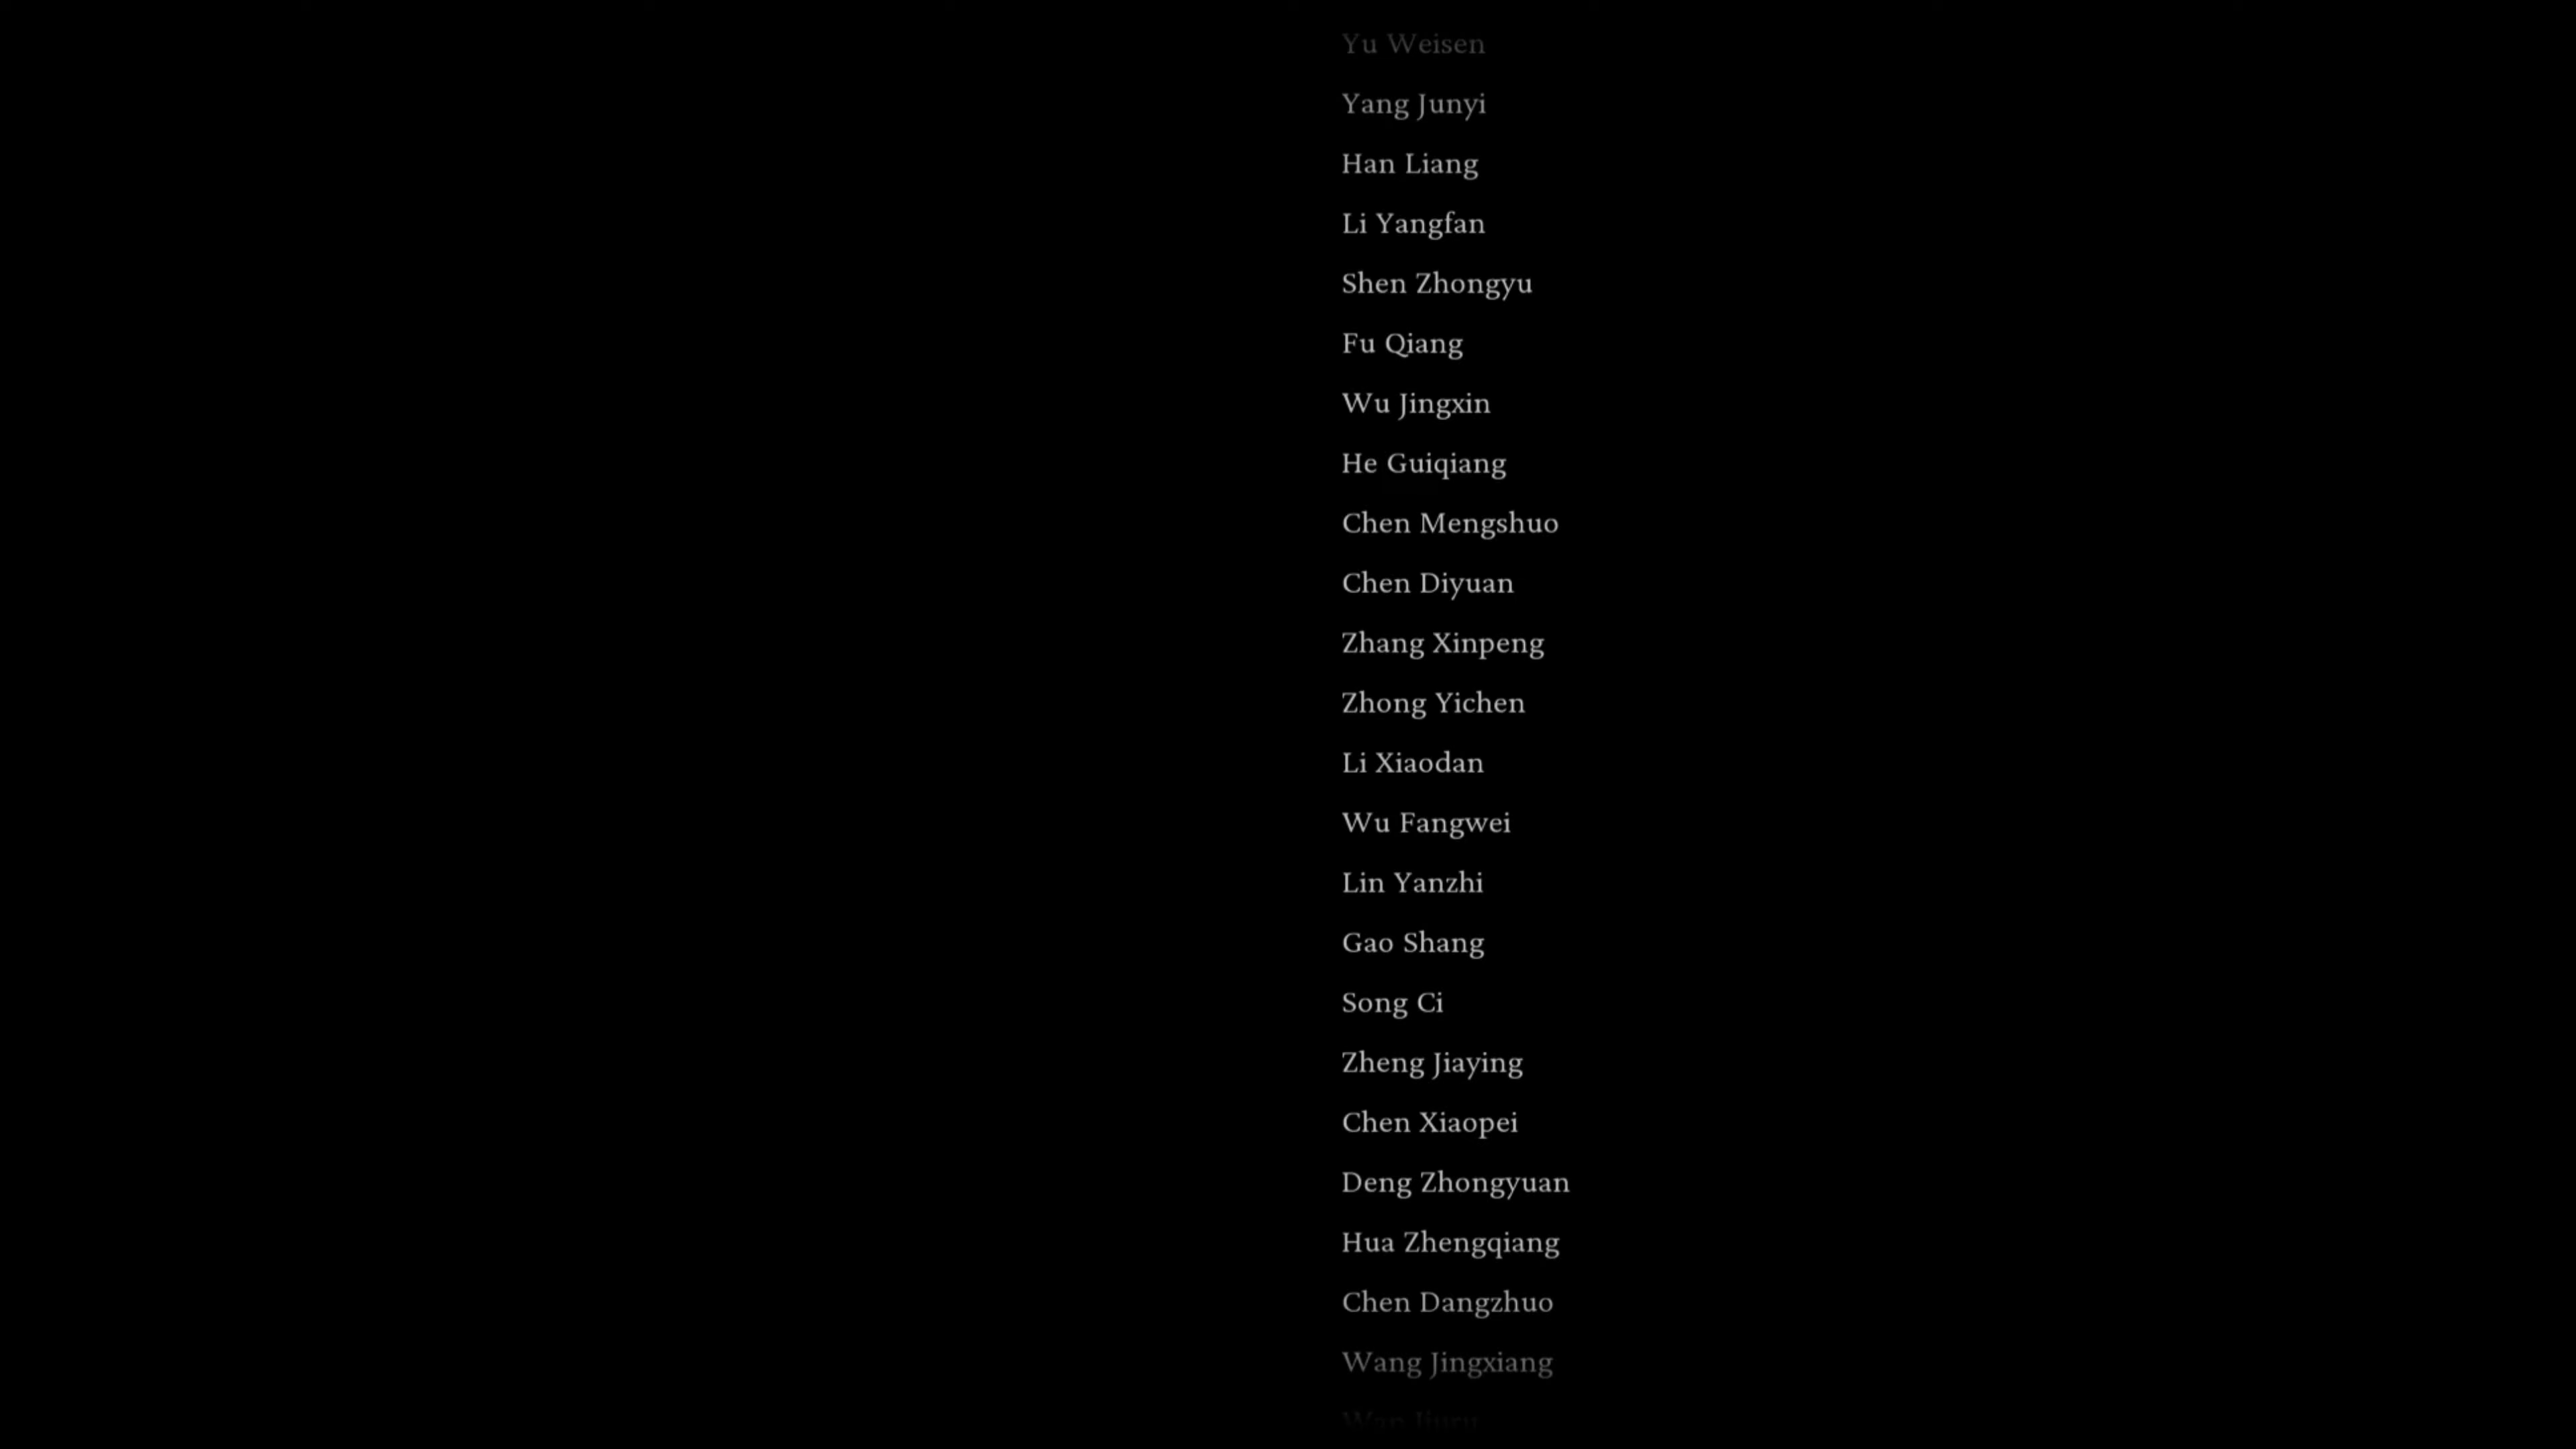 Yu Weisen
Yang Junyi
Han Liang
Li Yangfan
Shen Zhongyu
Fu Qiang
Wu Jingxin
He Guiqiang
Chen Mengshuo
Chen Diyuan
Zhang Xinpeng
Zhong Yichen
Li Xiaodan
Wu Fangwei
Lin Yanzhi
Gao Shang
Song Ci
Zheng Jiaying
Chen Xiaopei
Deng Zhongyuan
Hua Zhengqiang
Chen Dangzhuo
Wang Jingxiang